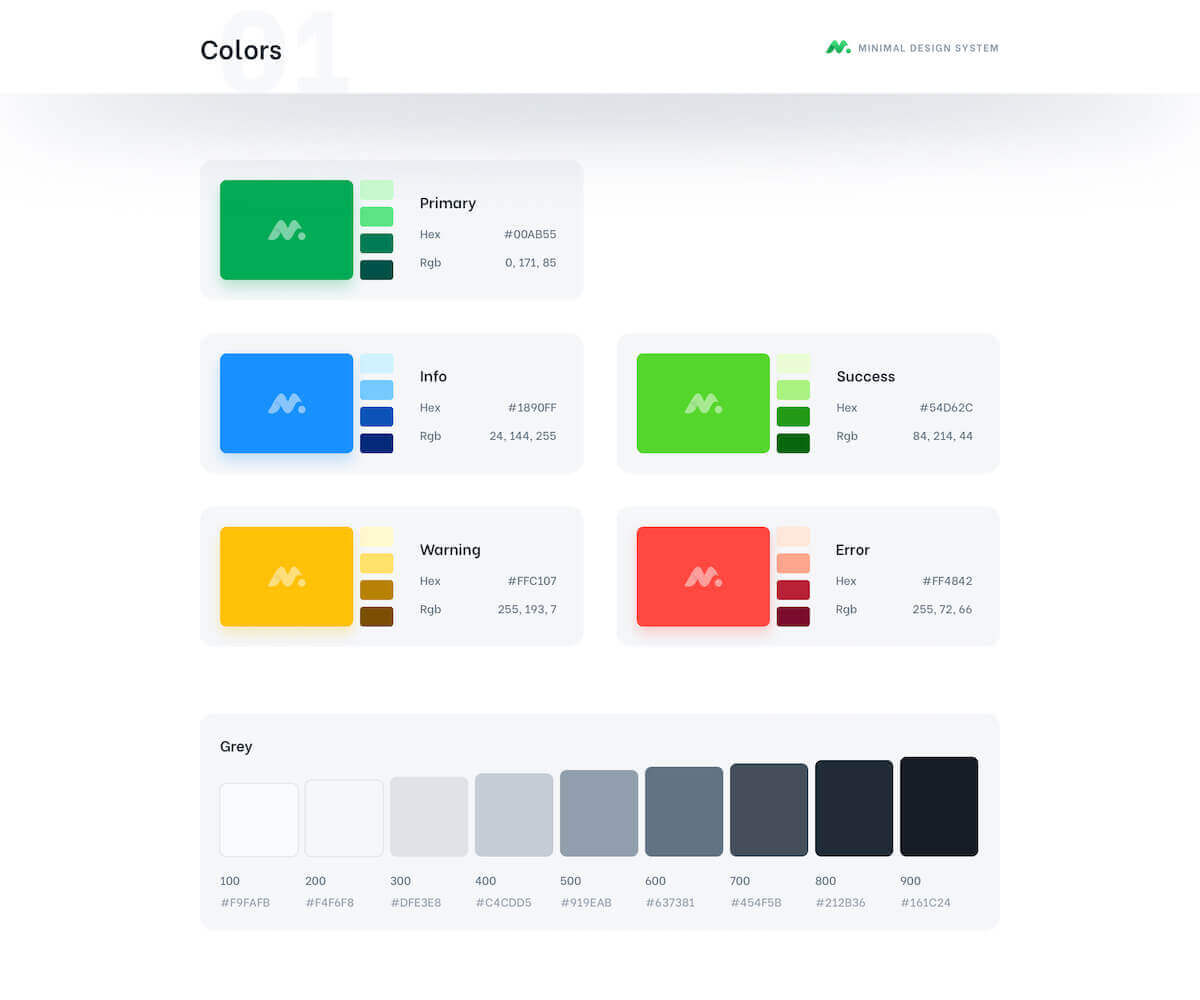 01
Colors
MINIMAL DESIGN SYSTEM
Primary
Hex #00AB55
Rgb 0, 171, 85
Info
Hex #1890FF
Rgb 24, 144, 255
Success
Hex #54D62C
Rgb 84, 214, 44
Warning
Hex #FFC107
Rgb 255, 193, 7
Error
Hex #FF4842
Rgb 255, 72, 66
Grey
100 200 300 400 500 600 700 800 900
#F9FAFB #F4F6F8 #DFE3E8 #C4CDD5 #919EAB #637381 #454F5B #212B36 #161C24